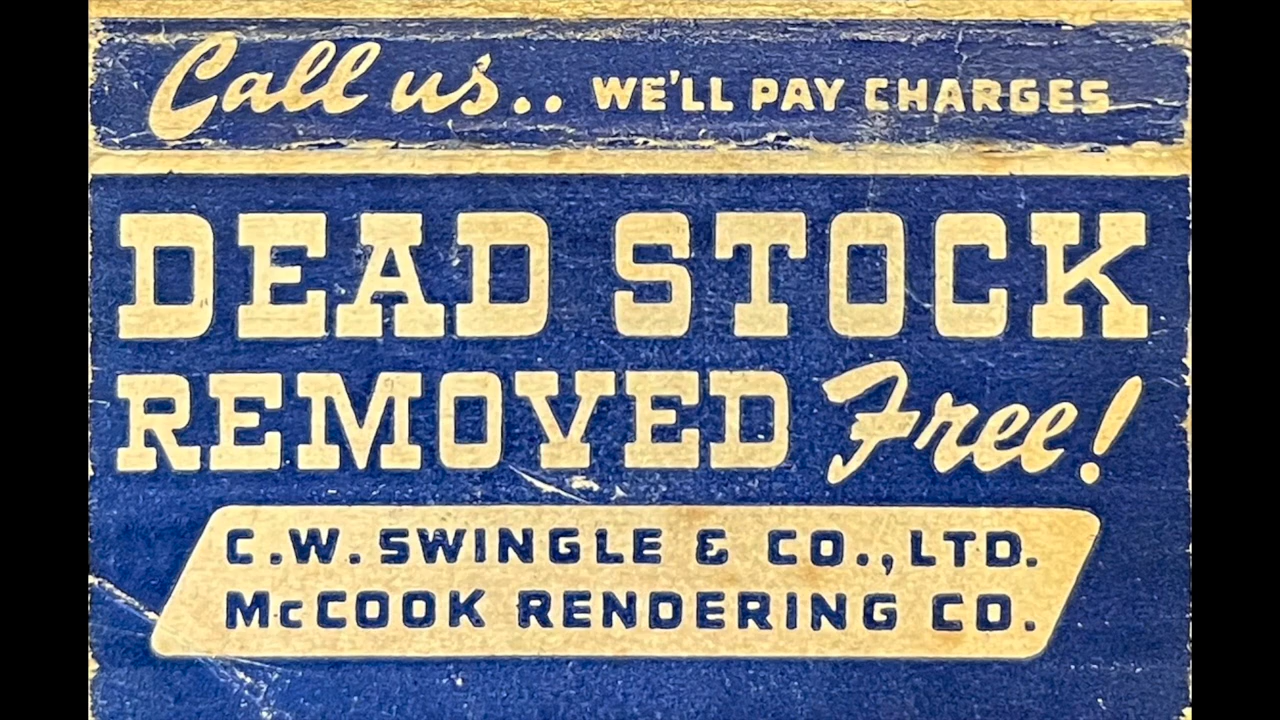 Call us.. WE'LL PAY CHARGES
DEAD STOCK
REMOVED Free!
C.W. SWINGLE & CO., LTD.
McCOOK RENDERING CO.